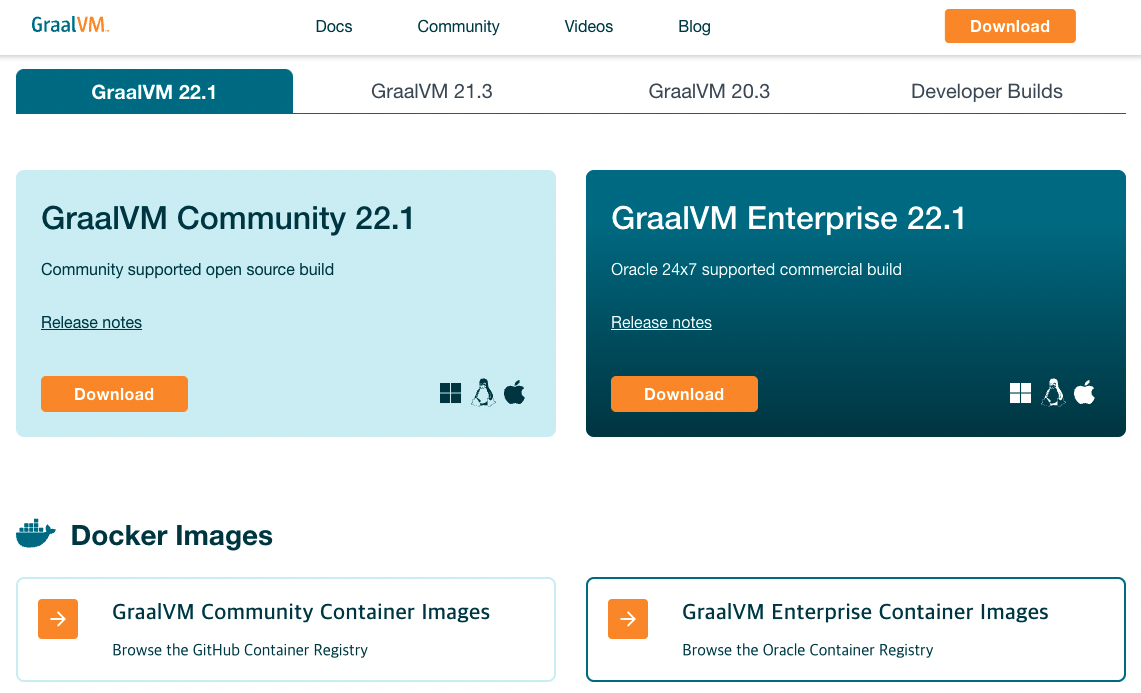 GraalVM. Docs Community Videos Blog Download
GraalVM 22.1 GraalVM 21.3 GraalVM 20.3 Developer Builds
GraalVM Community 22.1
Community supported open source build
Release notes
Download
GraalVM Enterprise 22.1
Oracle 24x7 supported commercial build
Release notes
Download
Docker Images
GraalVM Community Container Images
Browse the GitHub Container Registry
GraalVM Enterprise Container Images
Browse the Oracle Container Registry